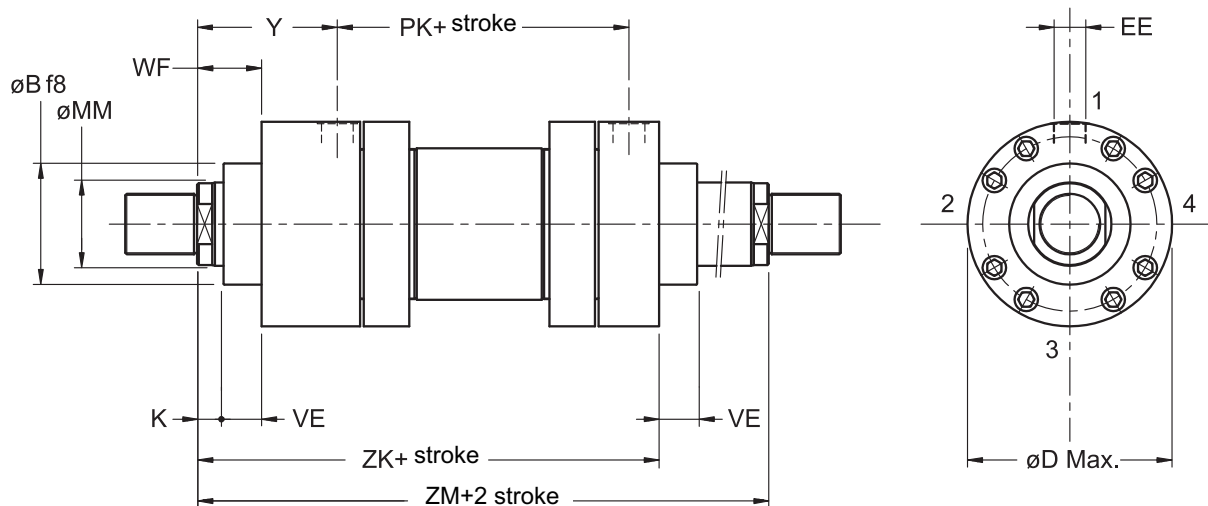 Y
PK+ stroke
EE
WF
øB f8
øMM
1
2
4
3
K
VE
VE
øD Max.
ZK+ stroke
ZM+2 stroke